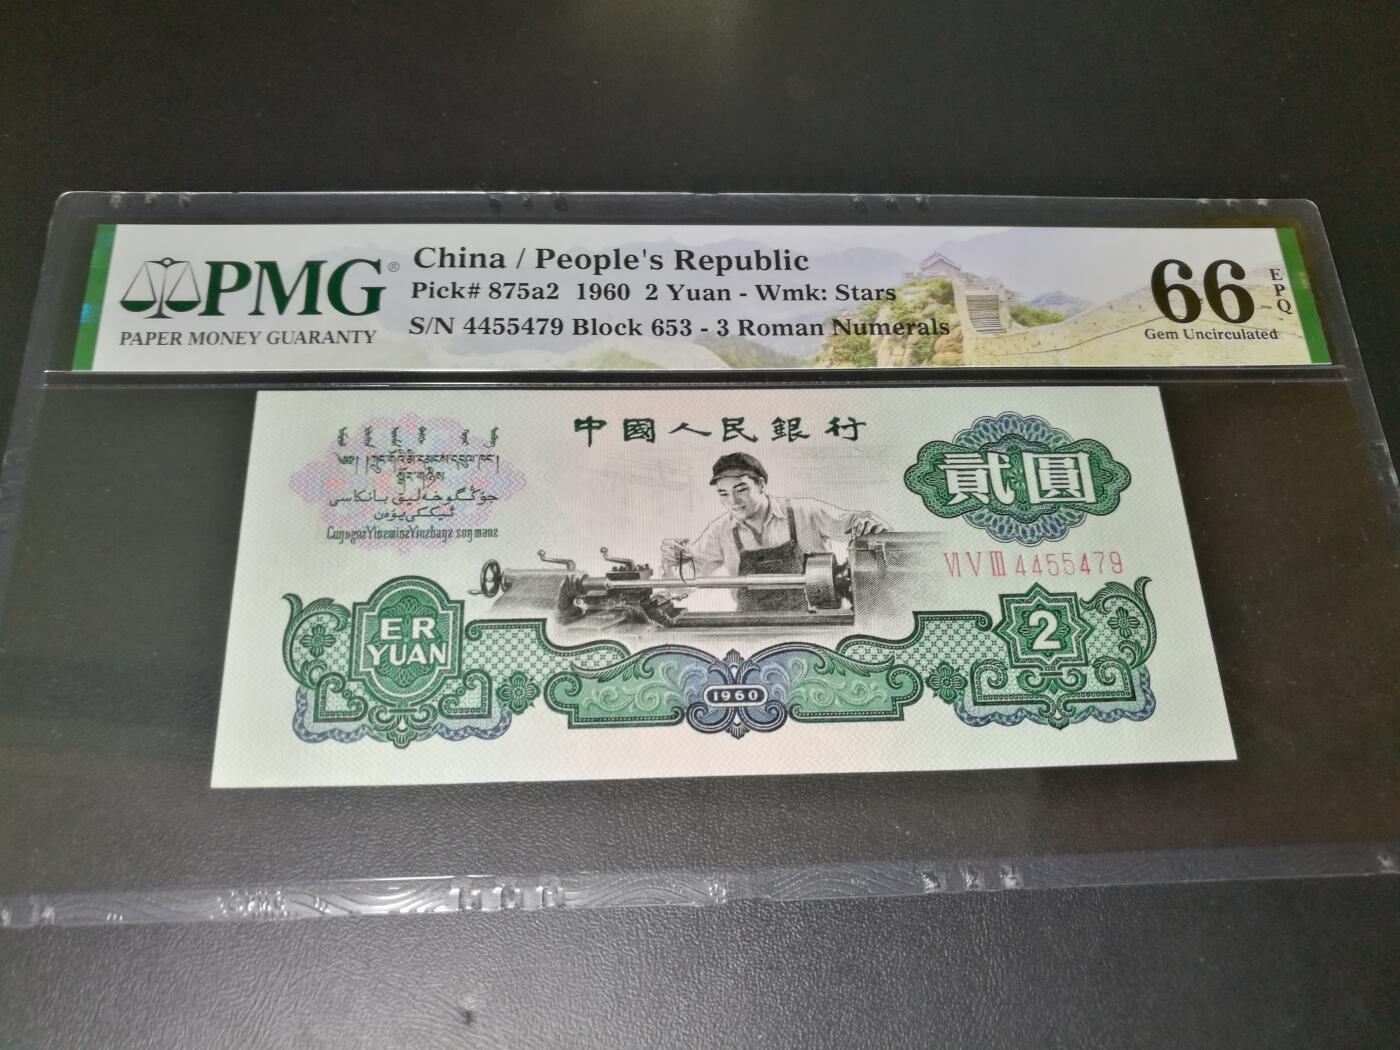 PMG®
PAPER MONEY GUARANTY
China / People's Republic
Pick# 875a2 1960 2 Yuan - Wmk: Stars
S/N 4455479 Block 653 - 3 Roman Numerals
66
EPQ
Gem Uncirculated
中國人民銀行
貳圓
VI V III 4455479
ER
YUAN
1960
2